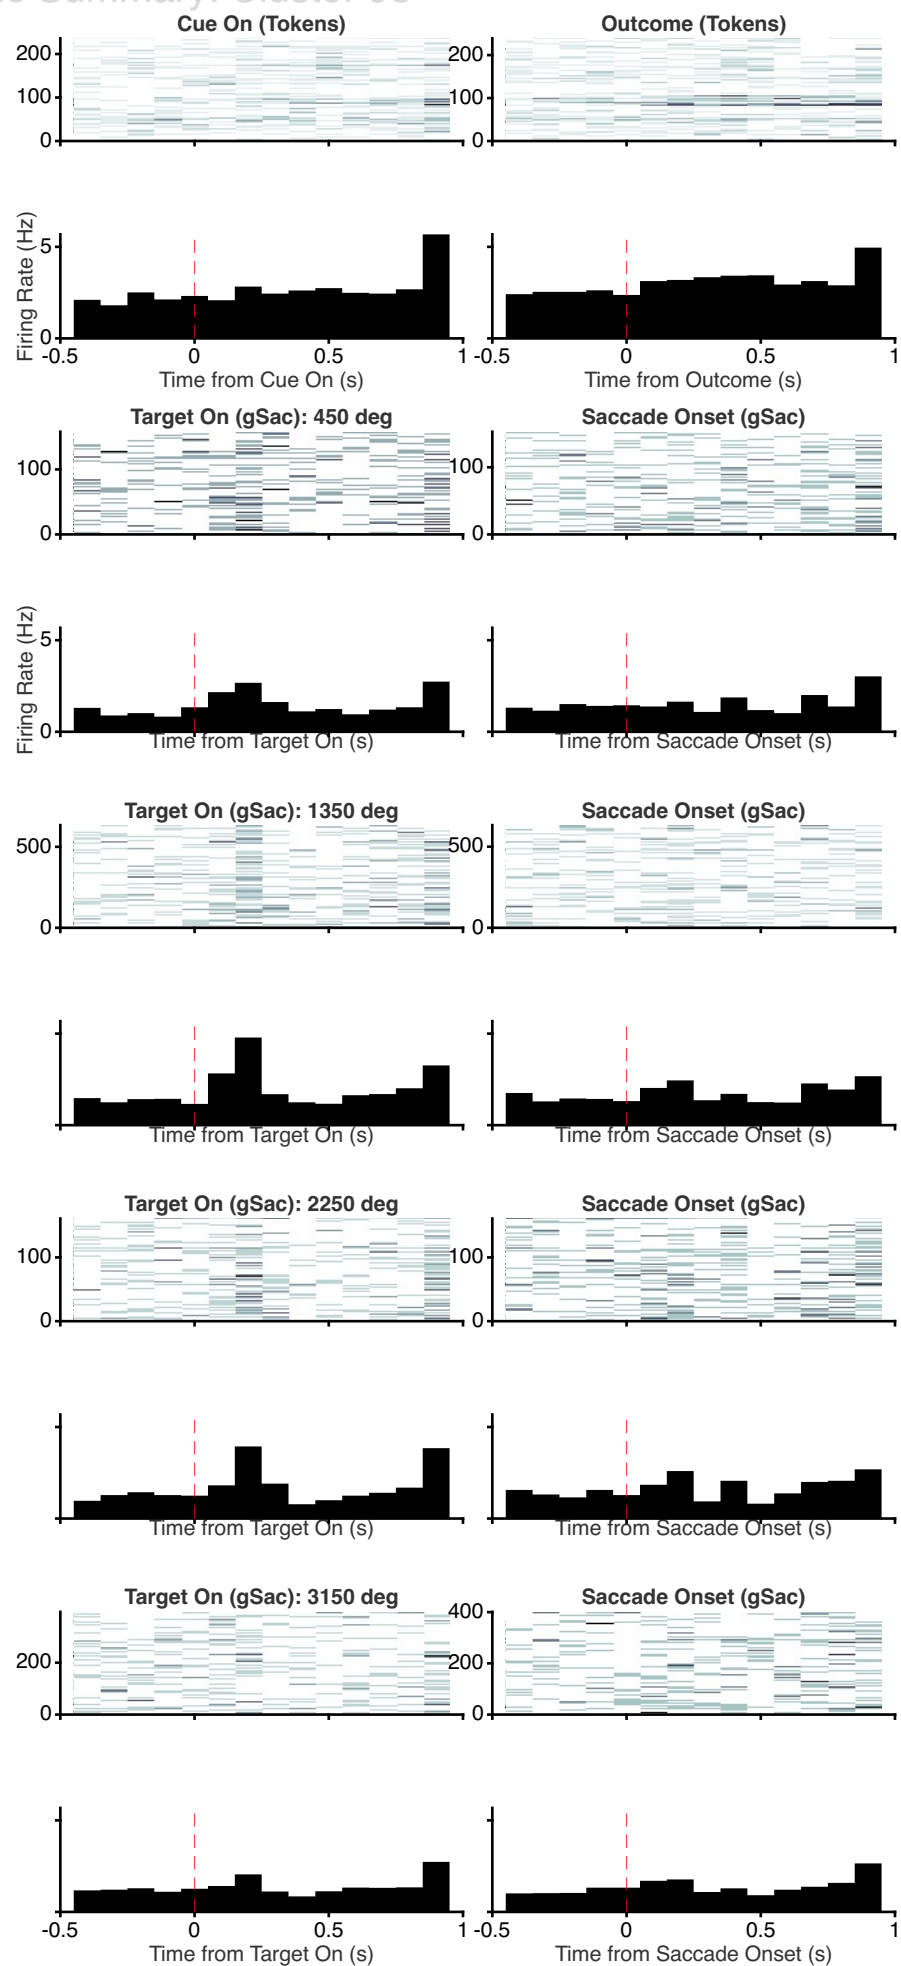 Summary: Cluster
Cue On (Tokens) Outcome (Tokens)
200 200
100 100
0 0
Firing Rate (Hz)
5
0
-0.5 0 0.5 1 -0.5 0 0.5 1
Time from Cue On (s) Time from Outcome (s)
Target On (gSac): 450 deg Saccade Onset (gSac)
100 100
0 0
Firing Rate (Hz)
5
0
Time from Target On (s) Time from Saccade Onset (s)
Target On (gSac): 1350 deg Saccade Onset (gSac)
500 500
0 0
Time from Target On (s) Time from Saccade Onset (s)
Target On (gSac): 2250 deg Saccade Onset (gSac)
100 100
0 0
Time from Target On (s) Time from Saccade Onset (s)
Target On (gSac): 3150 deg Saccade Onset (gSac)
400
200 200
0 0
-0.5 0 0.5 1 -0.5 0 0.5 1
Time from Target On (s) Time from Saccade Onset (s)